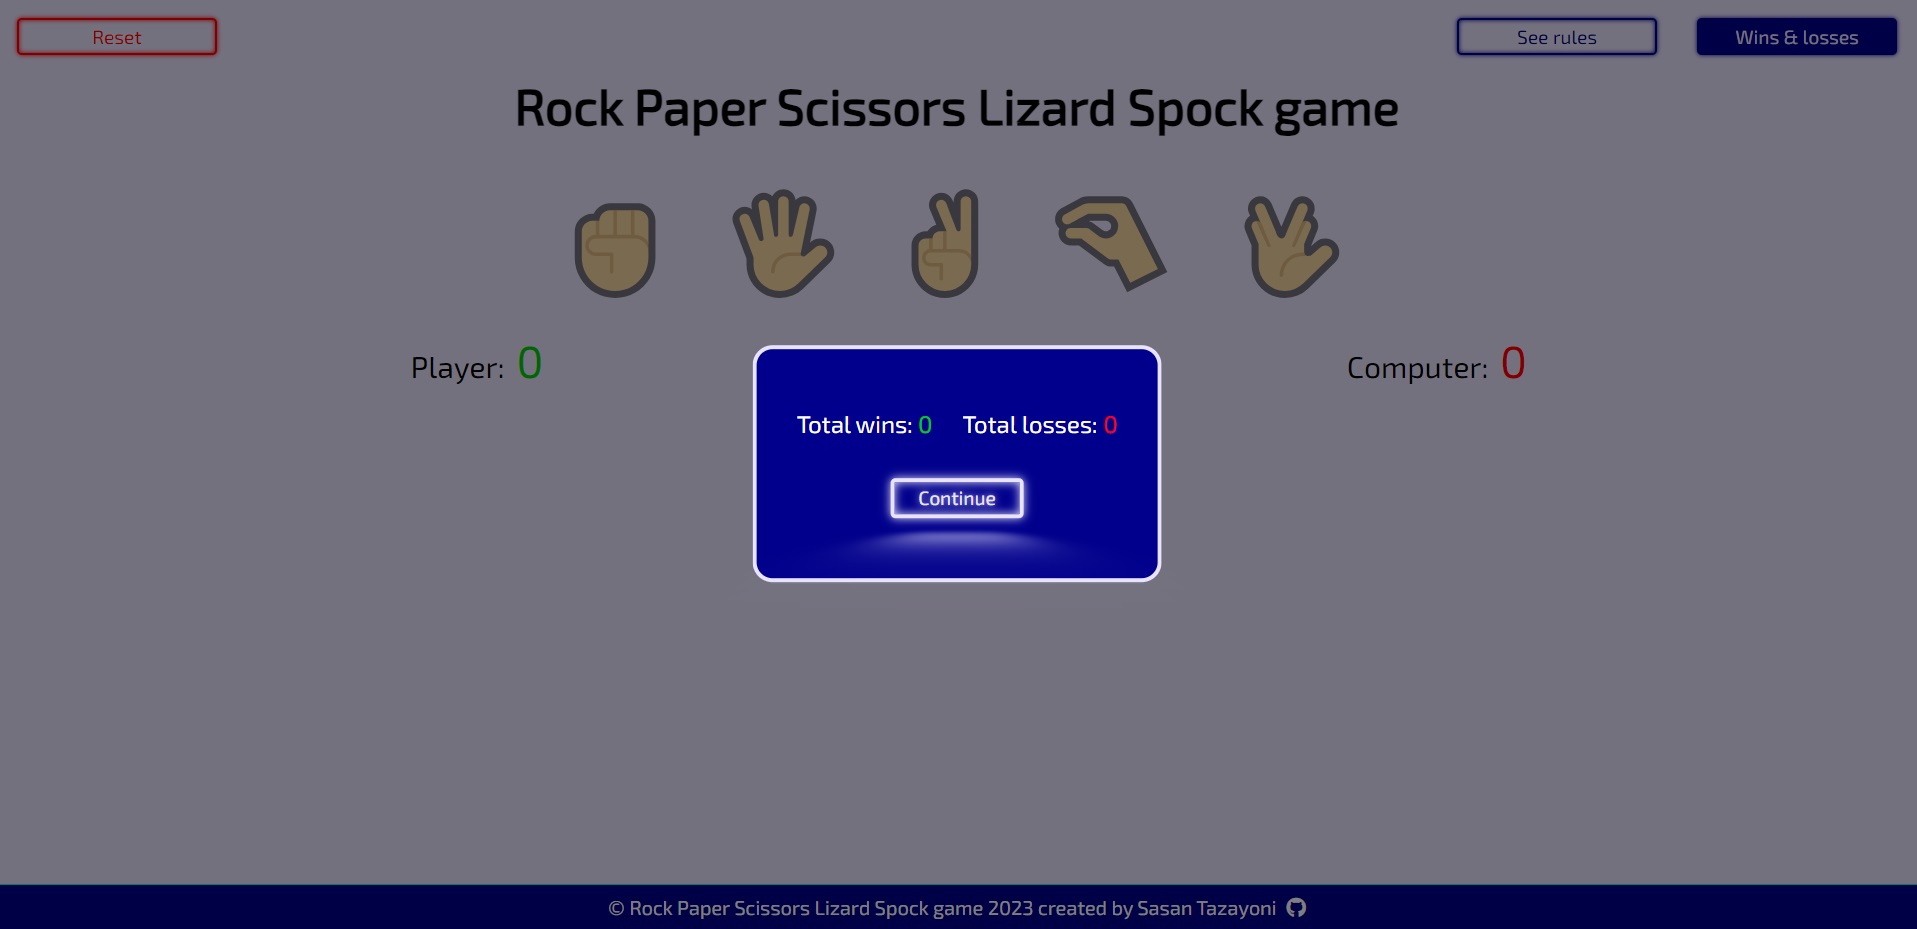 Reset
See rules
Wins & losses
Rock Paper Scissors Lizard Spock game
Player: 0
Computer: 0
Total wins: 0 Total losses: 0
Continue
© Rock Paper Scissors Lizard Spock game 2023 created by Sasan Tazayoni